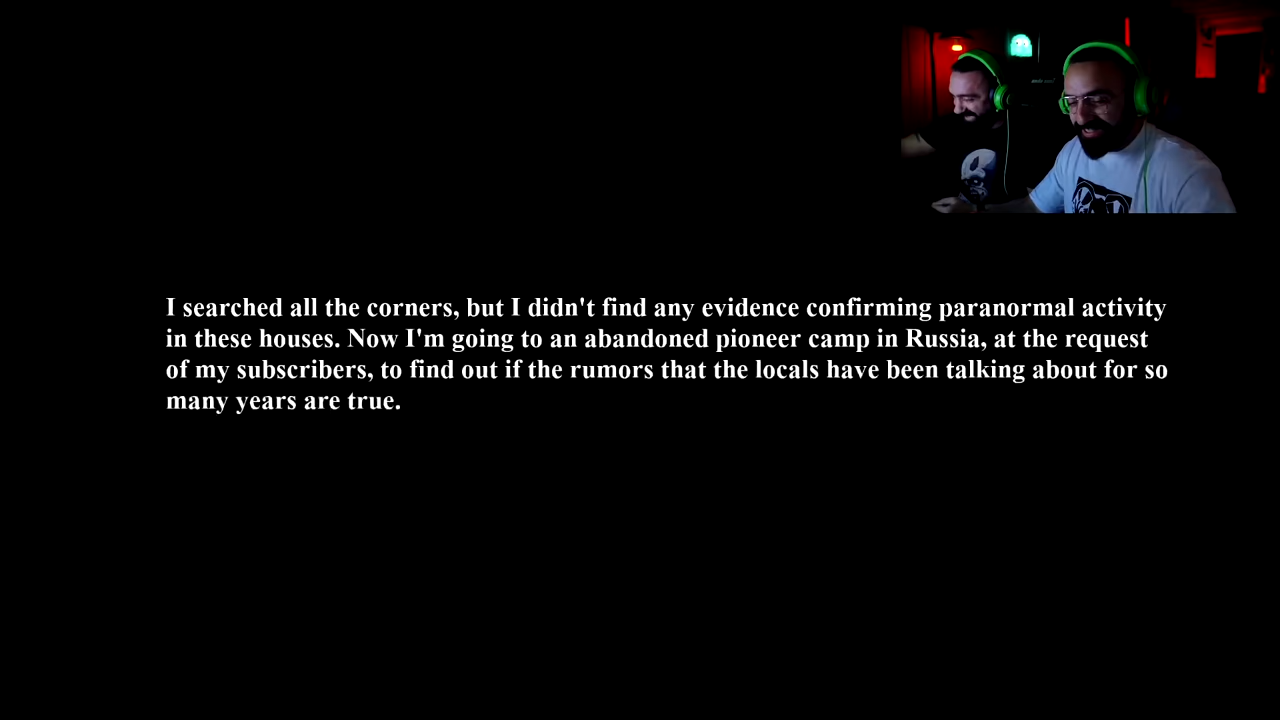 I searched all the corners, but I didn't find any evidence confirming paranormal activity
in these houses. Now I'm going to an abandoned pioneer camp in Russia, at the request
of my subscribers, to find out if the rumors that the locals have been talking about for so
many years are true.